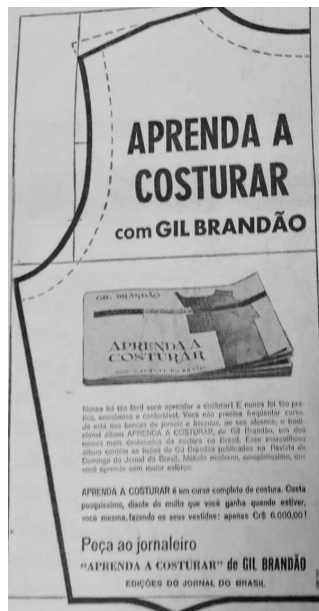 APRENDA A
COSTURAR
com GIL BRANDÃO
GIL BRANDÃO
APRENDA A
COSTURAR
Nunca foi tão fácil você aprender a costurar! E nunca foi tão prá-
tico, econômico e confortável. Você não precisa freqüentar curso.
Já está nas bancas de jornais e livrarias, ao seu alcance, o tradi-
cional álbum APRENDA A COSTURAR, de Gil Brandão, um dos
nomes mais destacados da costura no Brasil. Esse maravilhoso
álbum contém as lições de Gil Brandão publicadas na Revista de
Domingo do Jornal do Brasil. Método moderno, completíssimo, que
você aprende sem maior esfôrço.
APRENDA A COSTURAR é um curso completo de costura. Custa
pouquíssimo, diante do muito que você ganha quando estiver,
você mesma, fazendo os seus vestidos: apenas Cr$ 6.000,00!
Peça ao jornaleiro
"APRENDA A COSTURAR" de GIL BRANDÃO
EDIÇÕES DO JORNAL DO BRASIL